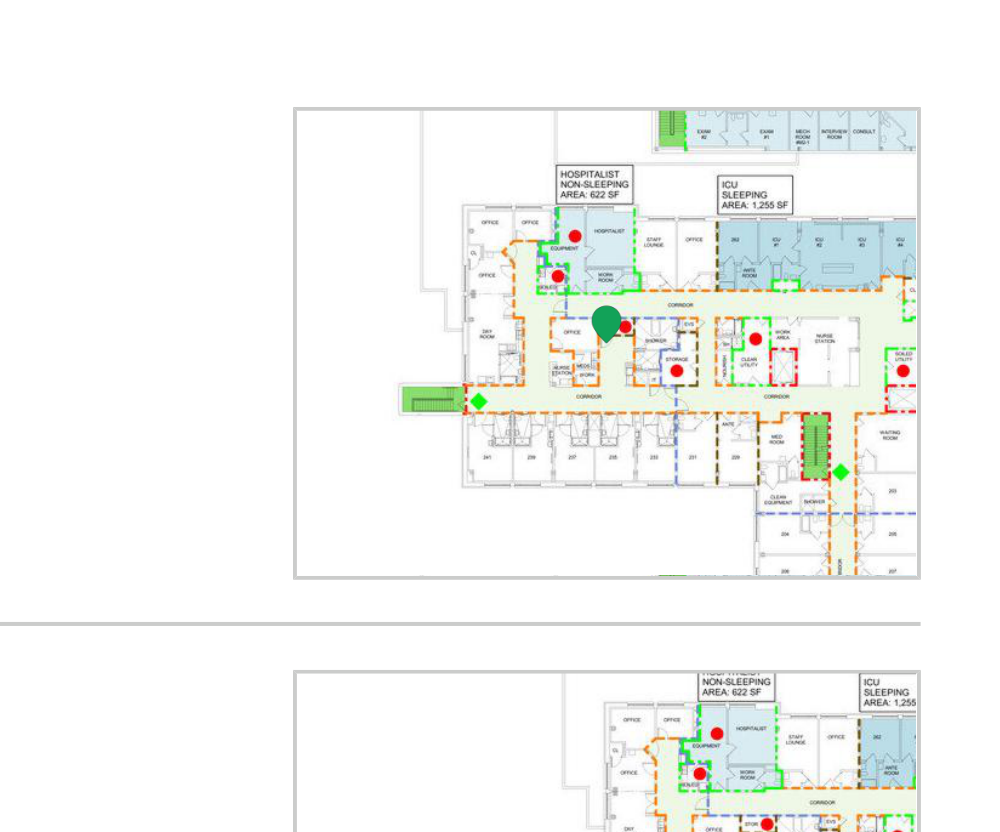 EXAM
#2
EXAM
#1
MECH
ROOM
INTERVIEW
ROOM
CONSULT
HOSPITALIST
NON-SLEEPING
AREA: 622 SF
ICU
SLEEPING
AREA: 1,255 SF
OFFICE
OFFICE
HOSPITALIST
EQUIPMENT
STAFF
LOUNGE
OFFICE
262
ICU
#1
ICU
#2
ICU
#3
ICU
#4
CL
OFFICE
WORK
ROOM
ANTE
ROOM
CORRIDOR
DAY
ROOM
OFFICE
SHOWER
EVS
WORK
AREA
NURSE
STATION
STORAGE
CLEAN
UTILITY
SOILED
UTILITY
NURSE
STATION
MEDS
WORK
NOURISH
CORRIDOR
CORRIDOR
ANTE
MED
ROOM
WAITING
ROOM
241
239
237
235
233
231
229
CLEAN
EQUIPMENT
SHOWER
203
204
205
206
207
NON-SLEEPING
AREA: 622 SF
ICU
SLEEPING
AREA: 1,255
OFFICE
OFFICE
HOSPITALIST
EQUIPMENT
STAFF
LOUNGE
OFFICE
262
CL
OFFICE
WORK
ROOM
ANTE
ROOM
CORRIDOR
DAY
OFFICE
STOR
EVS